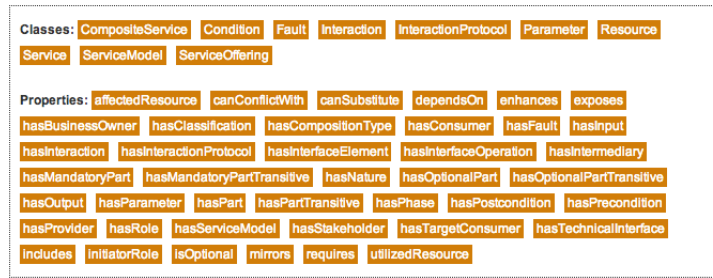 Classes: CompositeService Condition Fault Interaction InteractionProtocol Parameter Resource
Service ServiceModel ServiceOffering
Properties: affectedResource canConflictWith canSubstitute dependsOn enhances exposes
hasBusinessOwner hasClassification hasCompositionType hasConsumer hasFault hasInput
hasInteraction hasInteractionProtocol hasInterfaceElement hasInterfaceOperation hasIntermediary
hasMandatoryPart hasMandatoryPartTransitive hasNature hasOptionalPart hasOptionalPartTransitive
hasOutput hasParameter hasPart hasPartTransitive hasPhase hasPostcondition hasPrecondition
hasProvider hasRole hasServiceModel hasStakeholder hasTargetConsumer hasTechnicalInterface
includes initiatorRole isOptional mirrors requires utilizedResource